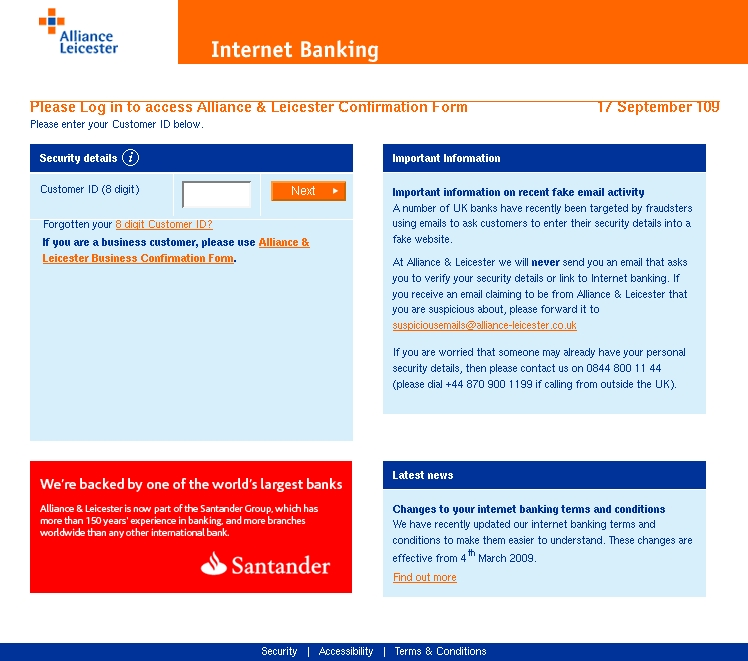 Alliance
Leicester
Internet Banking
Please Log in to access Alliance & Leicester Confirmation Form
17 September 109
Please enter your Customer ID below.
Security details i
Customer ID (8 digit)
Next
Forgotten your 8 digit Customer ID?
If you are a business customer, please use Alliance &
Leicester Business Confirmation Form.
Important Information
Important information on recent fake email activity
A number of UK banks have recently been targeted by fraudsters
using emails to ask customers to enter their security details into a
fake website.
At Alliance & Leicester we will never send you an email that asks
you to verify your security details or link to Internet banking. If
you receive an email claiming to be from Alliance & Leicester that
you are suspicious about, please forward it to
suspiciousemails@alliance-leicester.co.uk
If you are worried that someone may already have your personal
security details, then please contact us on 0844 800 11 44
(please dial +44 870 900 1199 if calling from outside the UK).
We're backed by one of the world's largest banks
Alliance & Leicester is now part of the Santander Group, which has
more than 150 years' experience in banking, and more branches
worldwide than any other international bank.
Santander
Latest news
Changes to your internet banking terms and conditions
We have recently updated our internet banking terms and
conditions to make them easier to understand. These changes are
effective from 4th March 2009.
Find out more
Security | Accessibility | Terms & Conditions